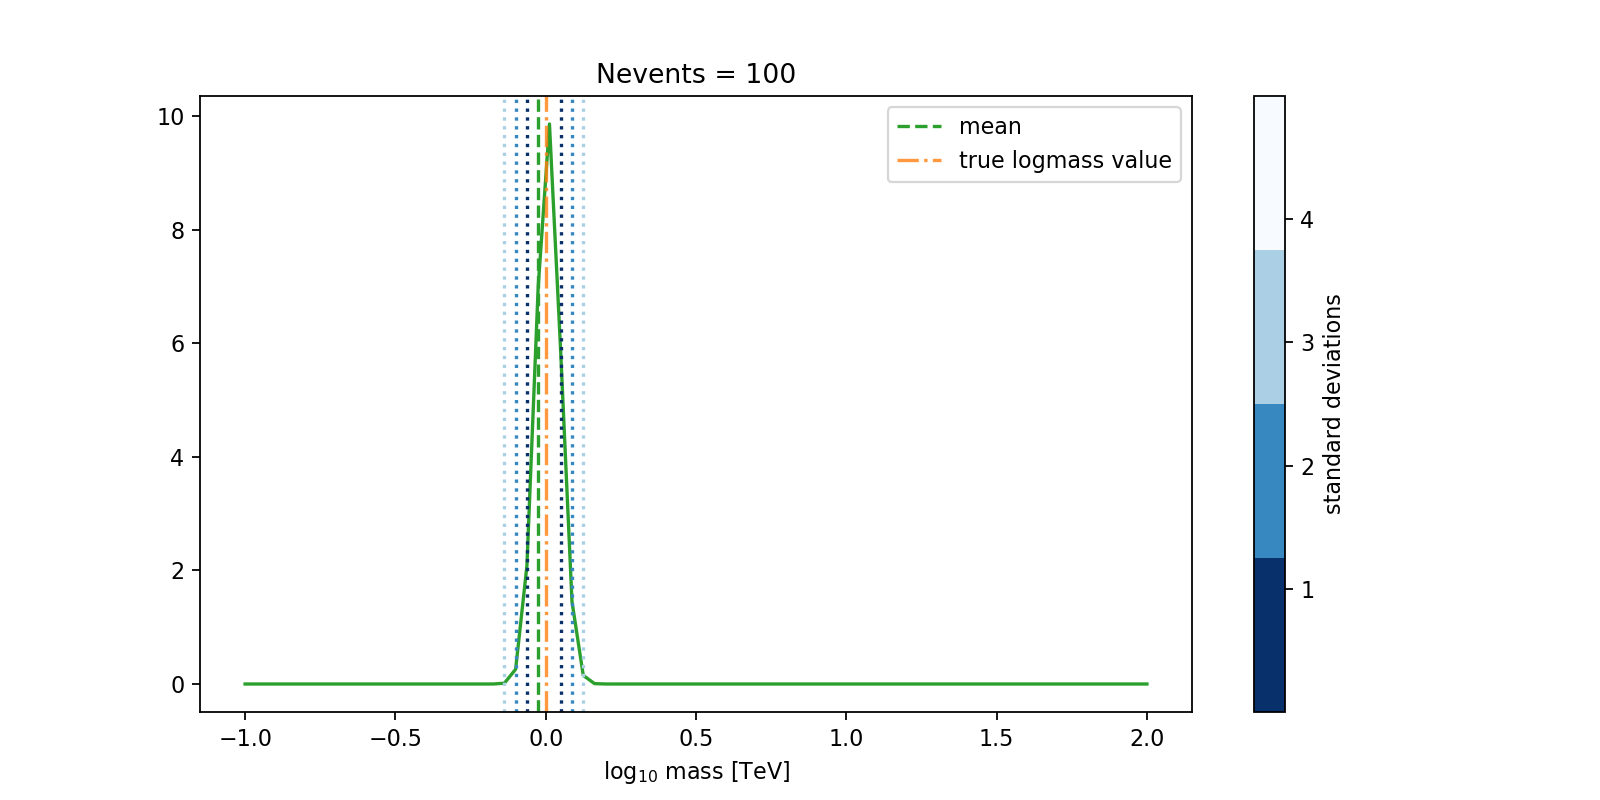 Nevents = 100
mean
true logmass value
10
8
6
4
2
0
−1.0 −0.5 0.0 0.5 1.0 1.5 2.0
log₁₀ mass [TeV]
4
3
2
1
standard deviations